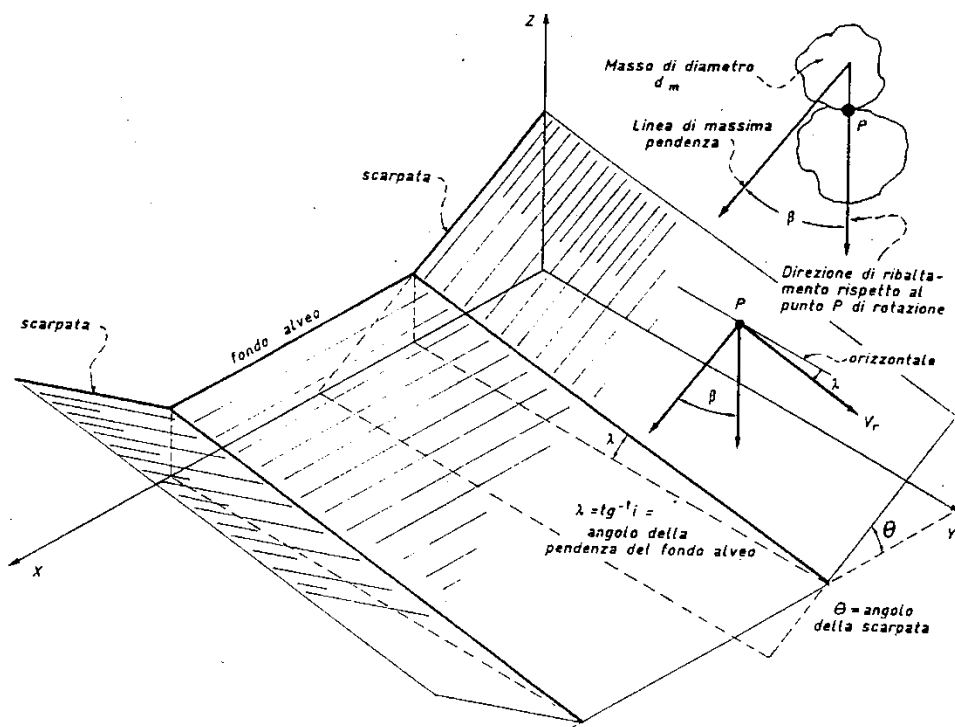 Z
Masso di diametro
d m
P
Linea di massima
pendenza
scarpata
β
Direzione di ribalta-
mento rispetto al
punto P di rotazione
scarpata
fondo alveo
P
orizzontale
λ
β
V r
λ
λ = tg⁻¹ i =
angolo della
pendenza del fondo alveo
X
Y
θ
θ = angolo
della scarpata